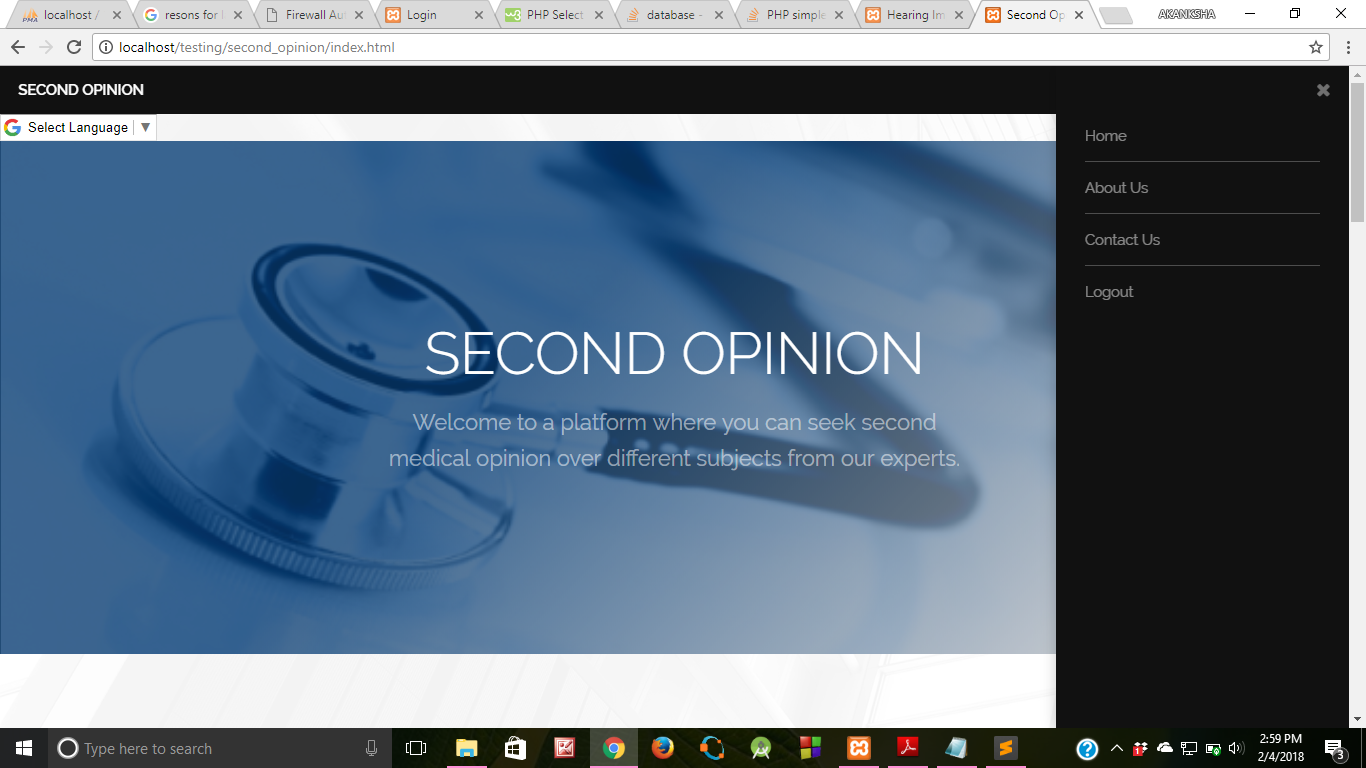 localhost /
resons for
Firewall Au
Login
PHP Select
database -
PHP simple
Hearing Im
Second Op
AKANKSHA
localhost/testing/second_opinion/index.html
SECOND OPINION
Select Language
Home
About Us
Contact Us
Logout
SECOND OPINION
Welcome to a platform where you can seek second
medical opinion over different subjects from our experts.
Type here to search
2:59 PM
2/4/2018
3